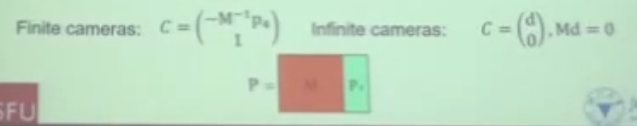 Finite cameras: C = (−M⁻¹p₄ 1) Infinite cameras: C = (d 0), Md = 0
P = M P₄
SFU